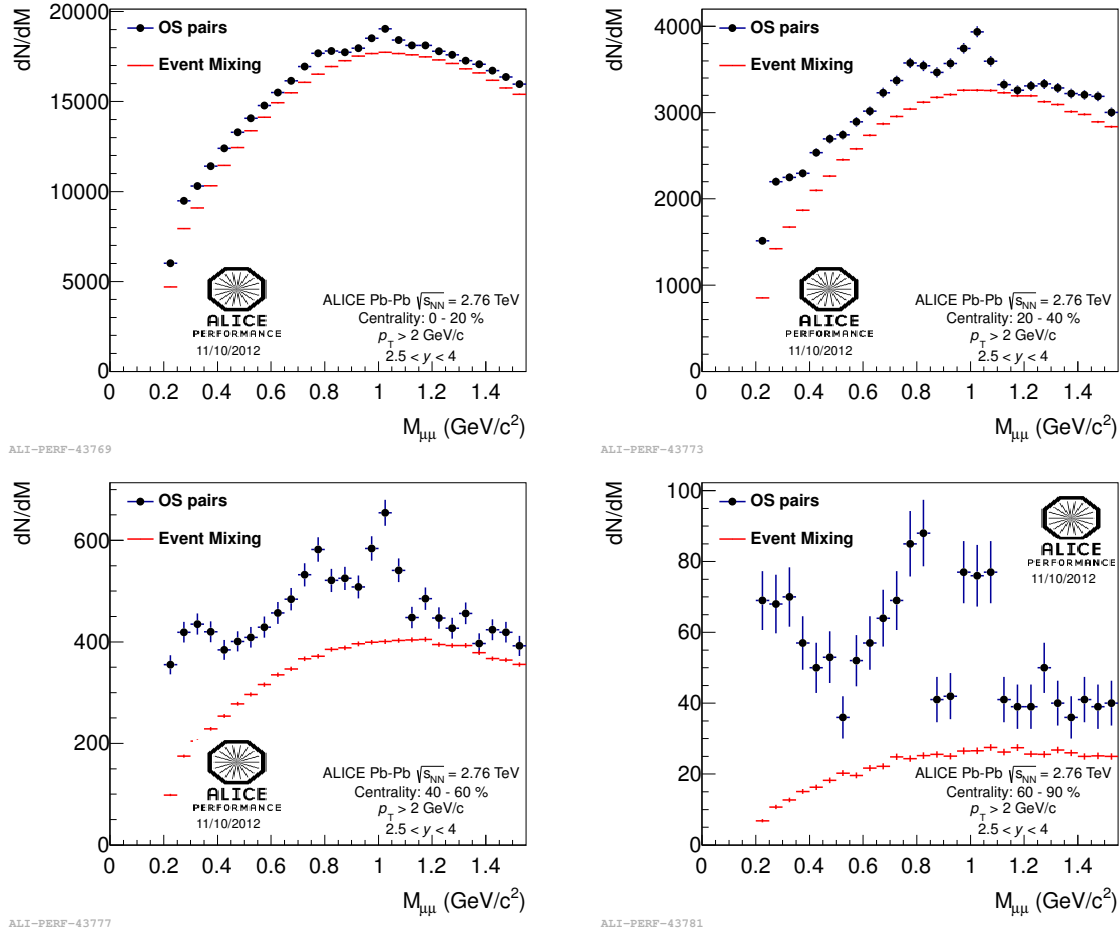 dN/dM
20000
15000
10000
5000
0
OS pairs
Event Mixing
ALICE
PERFORMANCE
11/10/2012
ALICE Pb-Pb √sNN = 2.76 TeV
Centrality: 0 - 20 %
pT > 2 GeV/c
2.5 < y < 4
0 0.2 0.4 0.6 0.8 1 1.2 1.4
Mμμ (GeV/c²)
ALI-PERF-43769
dN/dM
4000
3000
2000
1000
0
OS pairs
Event Mixing
ALICE
PERFORMANCE
11/10/2012
ALICE Pb-Pb √sNN = 2.76 TeV
Centrality: 20 - 40 %
pT > 2 GeV/c
2.5 < y < 4
0 0.2 0.4 0.6 0.8 1 1.2 1.4
Mμμ (GeV/c²)
ALI-PERF-43773
dN/dM
600
400
200
0
OS pairs
Event Mixing
ALICE
PERFORMANCE
11/10/2012
ALICE Pb-Pb √sNN = 2.76 TeV
Centrality: 40 - 60 %
pT > 2 GeV/c
2.5 < y < 4
0 0.2 0.4 0.6 0.8 1 1.2 1.4
Mμμ (GeV/c²)
ALI-PERF-43777
dN/dM
100
80
60
40
20
0
OS pairs
Event Mixing
ALICE
PERFORMANCE
11/10/2012
ALICE Pb-Pb √sNN = 2.76 TeV
Centrality: 60 - 90 %
pT > 2 GeV/c
2.5 < y < 4
0 0.2 0.4 0.6 0.8 1 1.2 1.4
Mμμ (GeV/c²)
ALI-PERF-43781